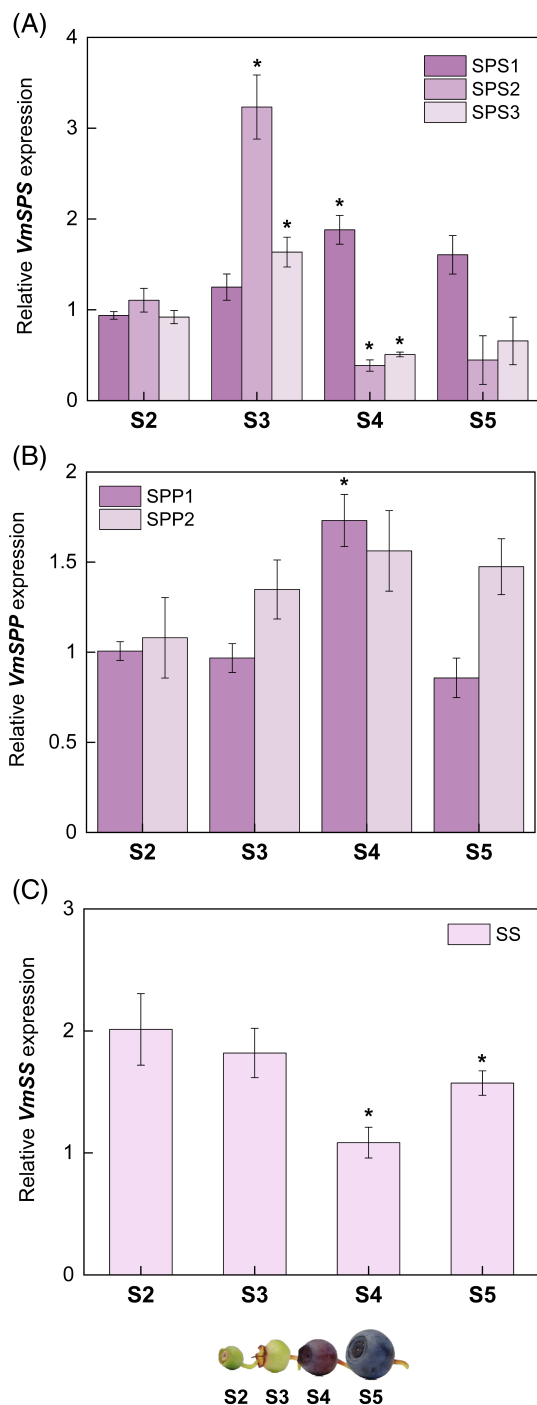 (A)
Relative VmSPS expression
4
3
2
1
0
SPS1
SPS2
SPS3
*
*
*
*
*
S2 S3 S4 S5
(B)
Relative VmSPP expression
2
1.5
1
0.5
0
SPP1
SPP2
*
S2 S3 S4 S5
(C)
Relative VmSS expression
3
2
1
0
SS
*
*
S2 S3 S4 S5
S2 S3 S4 S5